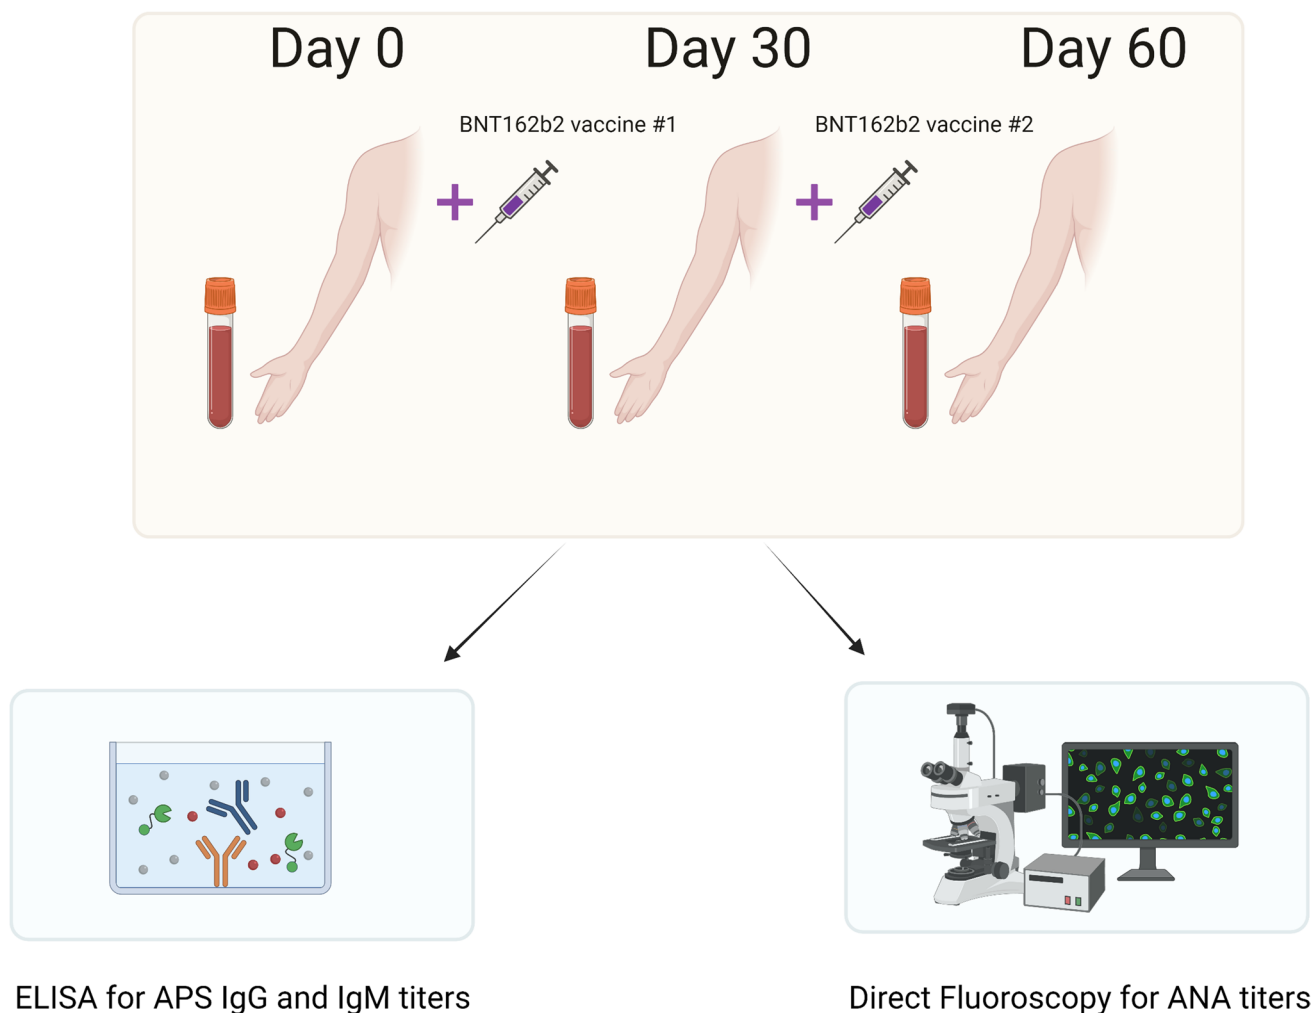 Day 0
Day 30
Day 60
BNT162b2 vaccine #1
BNT162b2 vaccine #2
ELISA for APS IgG and IgM titers
Direct Fluoroscopy for ANA titers